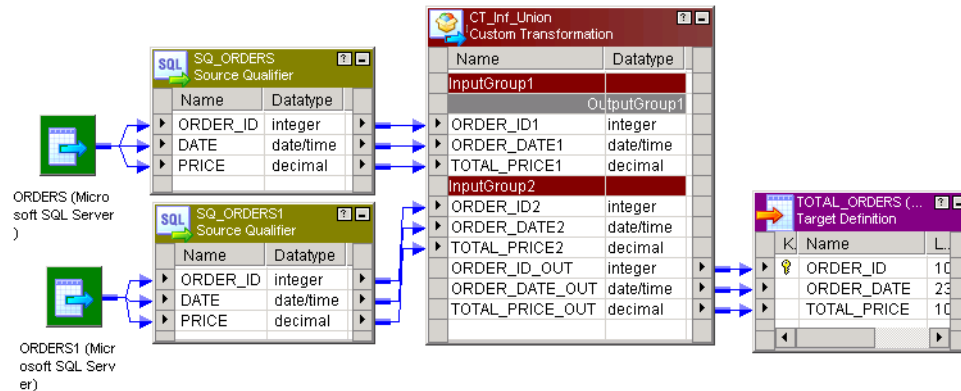 SQL
SQ_ORDERS
Source Qualifier
Name Datatype
ORDER_ID integer
DATE date/time
PRICE decimal
ORDERS (Micro
soft SQL Server
)
SQL
SQ_ORDERS1
Source Qualifier
Name Datatype
ORDER_ID integer
DATE date/time
PRICE decimal
ORDERS1 (Micr
osoft SQL Serv
er)
CT_Inf_Union
Custom Transformation
Name Datatype
InputGroup1
OutputGroup1
ORDER_ID1 integer
ORDER_DATE1 date/time
TOTAL_PRICE1 decimal
InputGroup2
ORDER_ID2 integer
ORDER_DATE2 date/time
TOTAL_PRICE2 decimal
ORDER_ID_OUT integer
ORDER_DATE_OUT date/time
TOTAL_PRICE_OUT decimal
TOTAL_ORDERS (...
Target Definition
K. Name L..
ORDER_ID 10
ORDER_DATE 23
TOTAL_PRICE 10